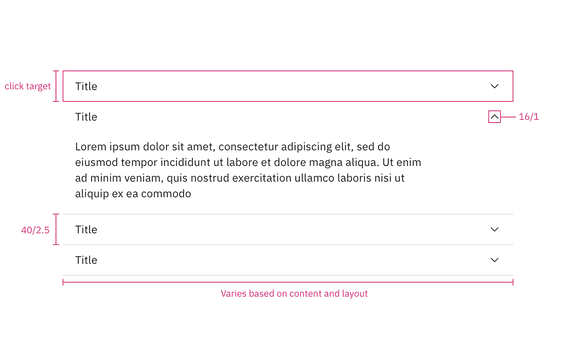 click target
Title
Title
16/1
Lorem ipsum dolor sit amet, consectetur adipiscing elit, sed do
eiusmod tempor incididunt ut labore et dolore magna aliqua. Ut enim
ad minim veniam, quis nostrud exercitation ullamco laboris nisi ut
aliquip ex ea commodo
40/2.5
Title
Title
Varies based on content and layout